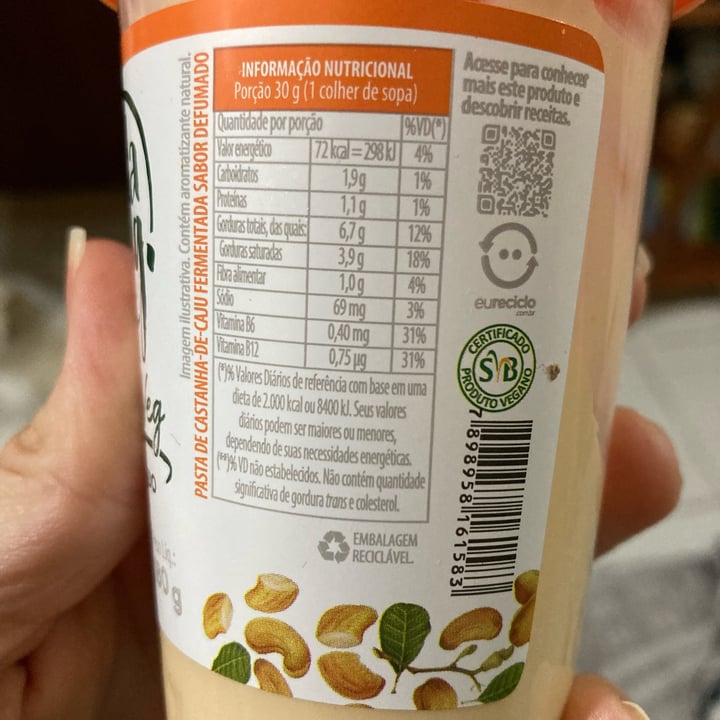 Imagem ilustrativa. Contém aromatizante natural.
PASTA DE CASTANHA-DE-CAJU FERMENTADA SABOR DEFUMADO
INFORMAÇÃO NUTRICIONAL
Porção 30 g (1 colher de sopa)
Quantidade por porção %VD(*)
Valor energético 72 kcal = 298 kJ 4%
Carboidratos 1,9 g 1%
Proteínas 1,1 g 1%
Gorduras totais, das quais: 6,7 g 12%
Gorduras saturadas 3,9 g 18%
Fibra alimentar 1,0 g 4%
Sódio 69 mg 3%
Vitamina B6 0,40 mg 31%
Vitamina B12 0,75 µg 31%
(*)% Valores Diários de referência com base em uma
dieta de 2.000 kcal ou 8400 kJ. Seus valores
diários podem ser maiores ou menores,
dependendo de suas necessidades energéticas.
(**)% VD não estabelecidos. Não contém quantidade
significativa de gordura trans e colesterol.
EMBALAGEM
RECICLÁVEL.
Acesse para conhecer
mais este produto e
descobrir receitas.
eureciclo
.com.br
CERTIFICADO
SVB
PRODUTO VEGANO
7 898958 161583